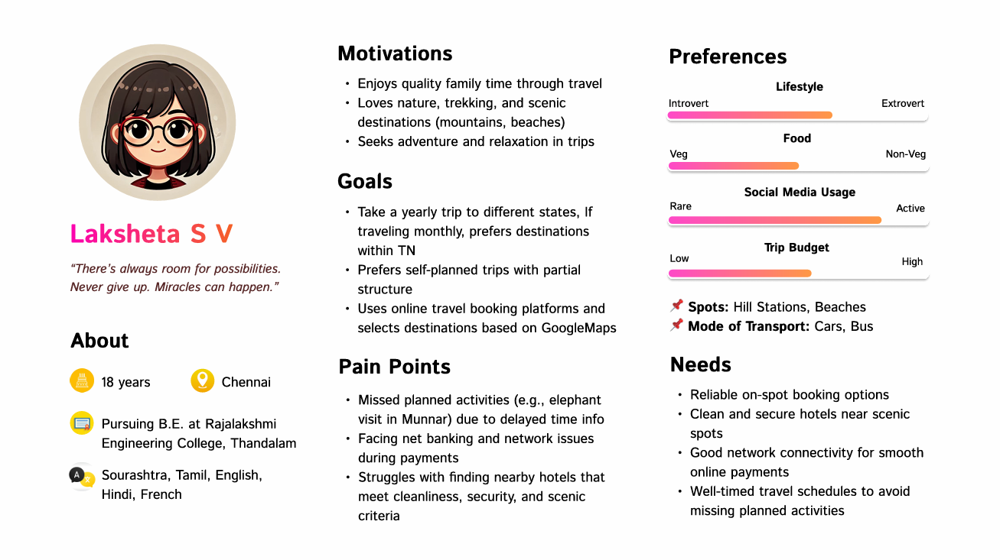 Laksheta S V
“There’s always room for possibilities.
Never give up. Miracles can happen.”
About
18 years
Chennai
Pursuing B.E. at Rajalakshmi
Engineering College, Thandalam
A
Sourashtra, Tamil, English,
Hindi, French
Motivations
• Enjoys quality family time through travel
• Loves nature, trekking, and scenic
destinations (mountains, beaches)
• Seeks adventure and relaxation in trips
Goals
• Take a yearly trip to different states, If
traveling monthly, prefers destinations
within TN
• Prefers self-planned trips with partial
structure
• Uses online travel booking platforms and
selects destinations based on GoogleMaps
Pain Points
• Missed planned activities (e.g., elephant
visit in Munnar) due to delayed time info
• Facing net banking and network issues
during payments
• Struggles with finding nearby hotels that
meet cleanliness, security, and scenic
criteria
Preferences
Lifestyle
Introvert Extrovert
Food
Veg Non-Veg
Social Media Usage
Rare Active
Trip Budget
Low High
Spots: Hill Stations, Beaches
Mode of Transport: Cars, Bus
Needs
• Reliable on-spot booking options
• Clean and secure hotels near scenic
spots
• Good network connectivity for smooth
online payments
• Well-timed travel schedules to avoid
missing planned activities